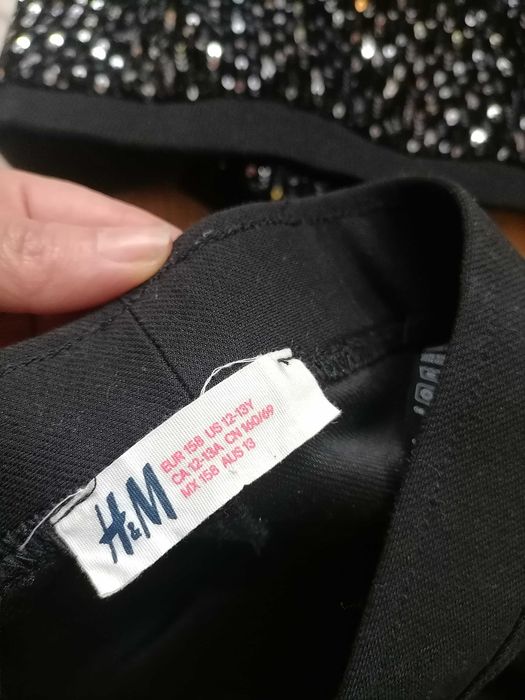 H&M
EUR 158 US 12-13Y
CA 12-13A CN 160/69
MX 158 AUS 13